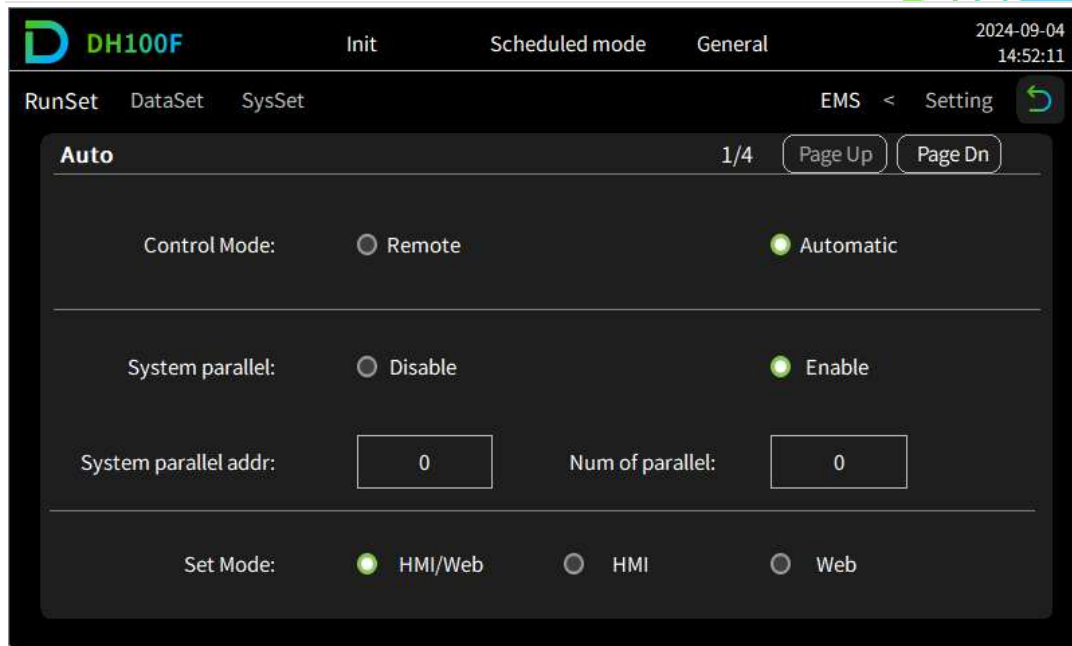 DH100F Init Scheduled mode General 2024-09-04
14:52:11
RunSet DataSet SysSet EMS < Setting
Auto 1/4 Page Up Page Dn
Control Mode: Remote Automatic
System parallel: Disable Enable
System parallel addr: 0 Num of parallel: 0
Set Mode: HMI/Web HMI Web